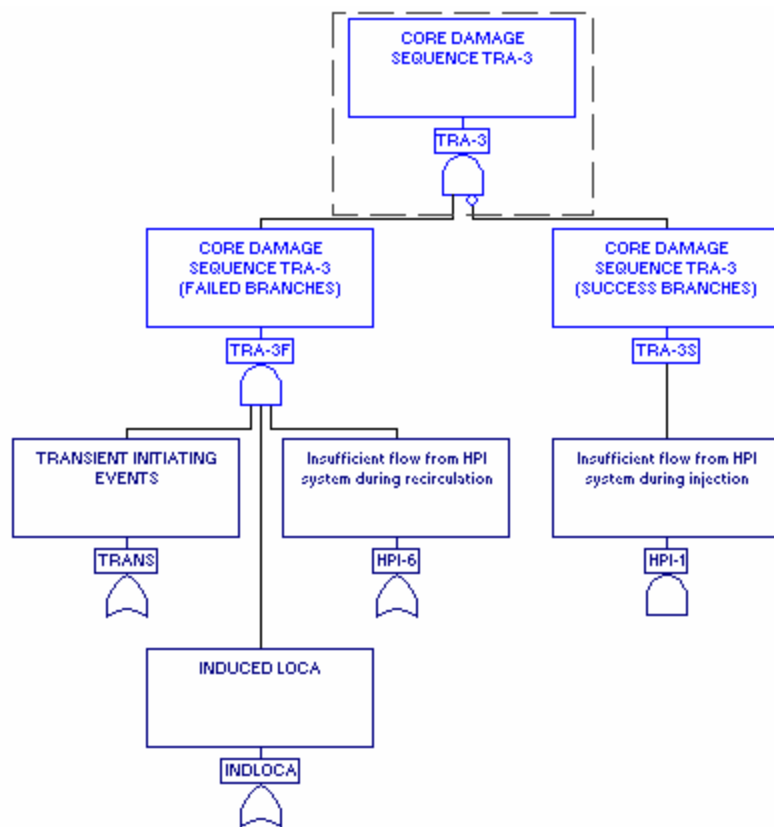 CORE DAMAGE
SEQUENCE TRA-3
TRA-3
CORE DAMAGE
SEQUENCE TRA-3
(FAILED BRANCHES)
TRA-3F
CORE DAMAGE
SEQUENCE TRA-3
(SUCCESS BRANCHES)
TRA-3S
TRANSIENT INITIATING
EVENTS
TRANS
Insufficient flow from HPI
system during recirculation
HPI-6
Insufficient flow from HPI
system during injection
HPI-1
INDUCED LOCA
INDLOCA